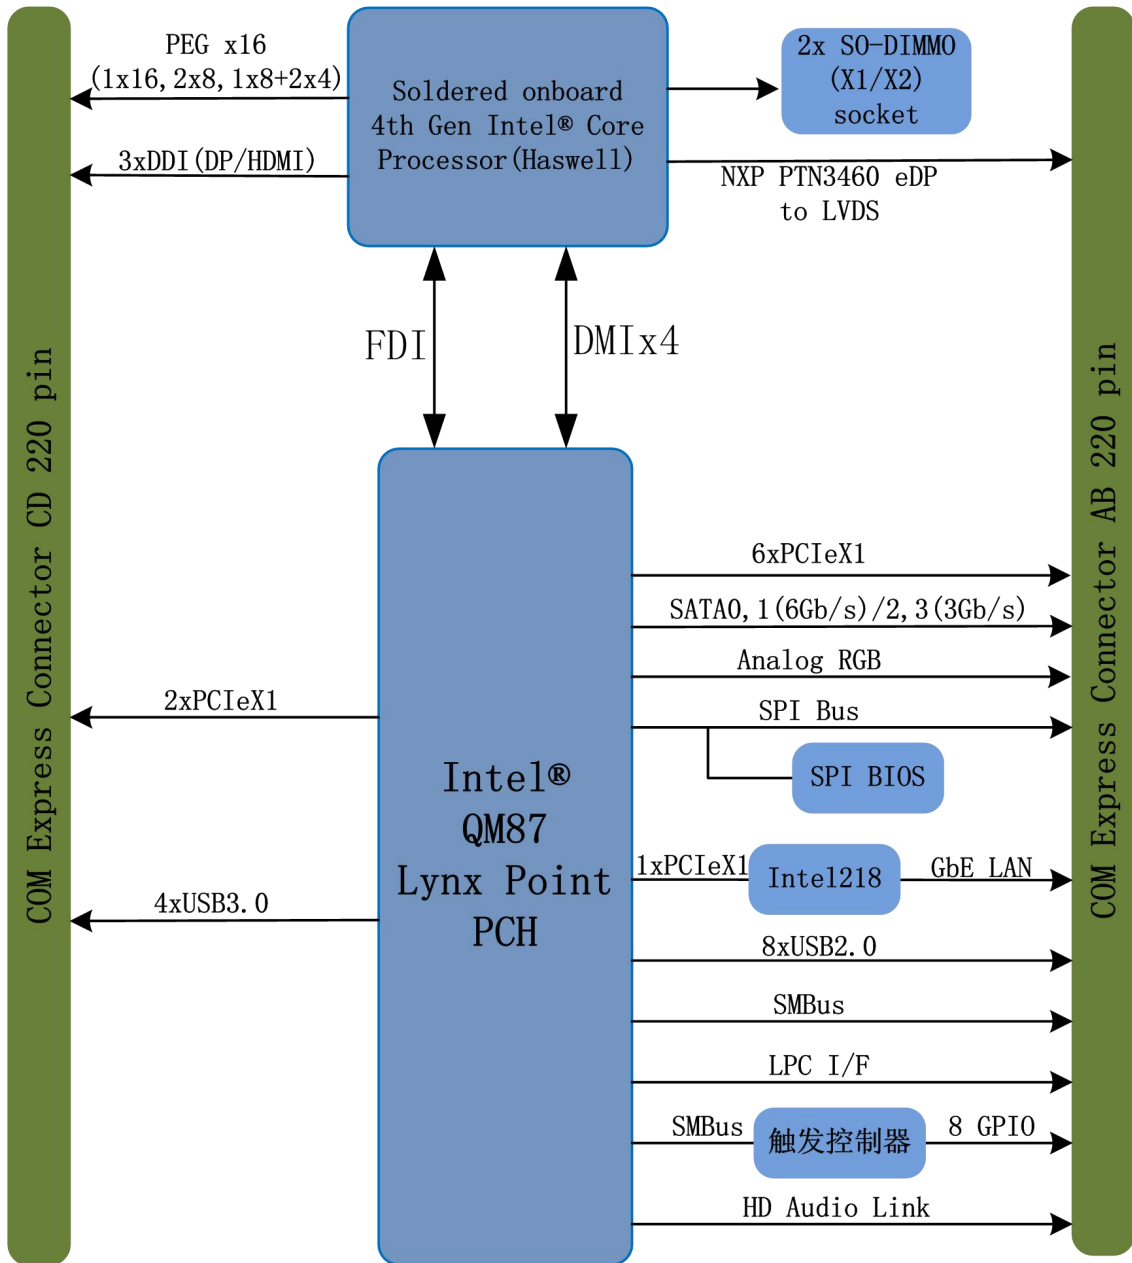 PEG x16
(1x16,2x8,1x8+2x4)
3xDDI(DP/HDMI)
Soldered onboard
4th Gen Intel® Core
Processor(Haswell)
2x SO-DIMMO
(X1/X2)
socket
NXP PTN3460 eDP
to LVDS
FDI
DMIx4
COM Express Connector CD 220 pin
COM Express Connector AB 220 pin
2xPCIeX1
4xUSB3.0
Intel®
QM87
Lynx Point
PCH
6xPCIeX1
SATA0,1(6Gb/s)/2,3(3Gb/s)
Analog RGB
SPI Bus
SPI BIOS
1xPCIeX1
Intel218
GbE LAN
8xUSB2.0
SMBus
LPC I/F
SMBus
触发控制器
8 GPIO
HD Audio Link